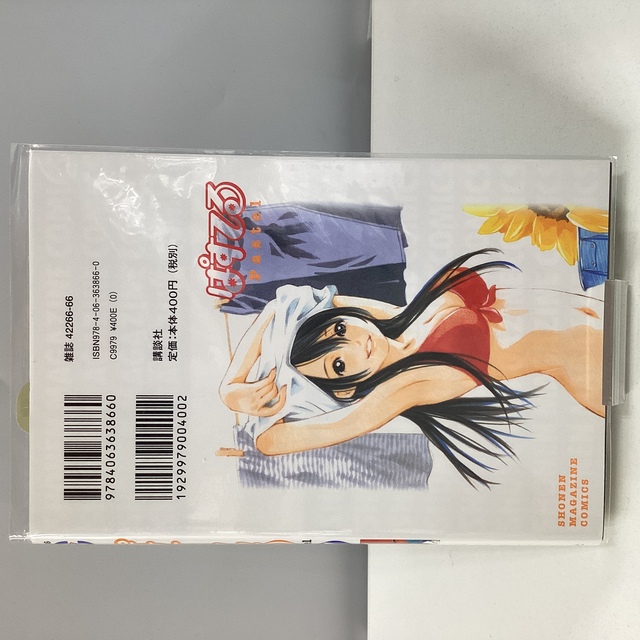 ぱすてる
Pastel
9784063638660
1929979004002
雑誌 42266-66
ISBN978-4-06-363866-0
C9979 ¥400E (0)
講談社
定価：本体400円（税別）
SHONEN
MAGAZINE
COMICS